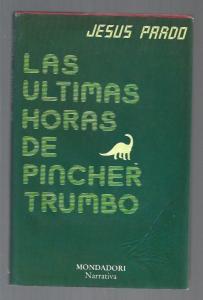 JESUS PARDO
LAS
ULTIMAS
HORAS
DE
PINCHER
TRUMBO
MONDADORI
Narrativa